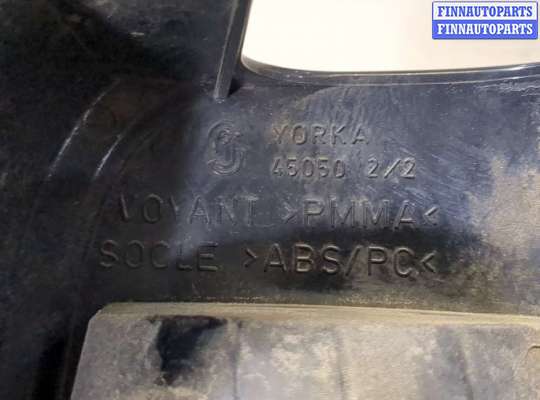 FINNAUTOPARTS
FINNAUTOPARTS
YORKA
45050 2/2
VOYANT >PMMA<
SOCLE >ABS/PC<